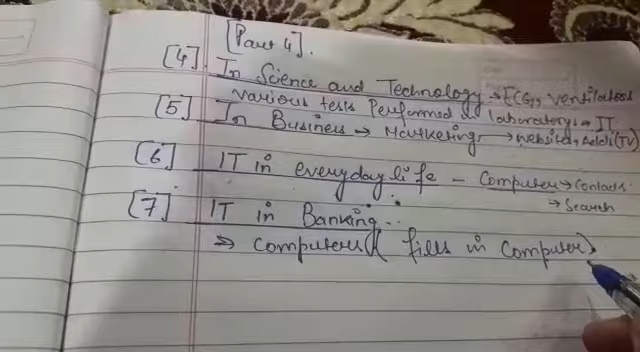 [Part 4].
[4]. In Science and Technology → ECG, ventilators
various tests Performed in laboratory → IT
[5] In Business → Marketing → websites, Adds(TV)
[6] IT in everyday life - Computer → Contacts
→ Search
[7] IT in Banking..
→ Computers( files in Computer)